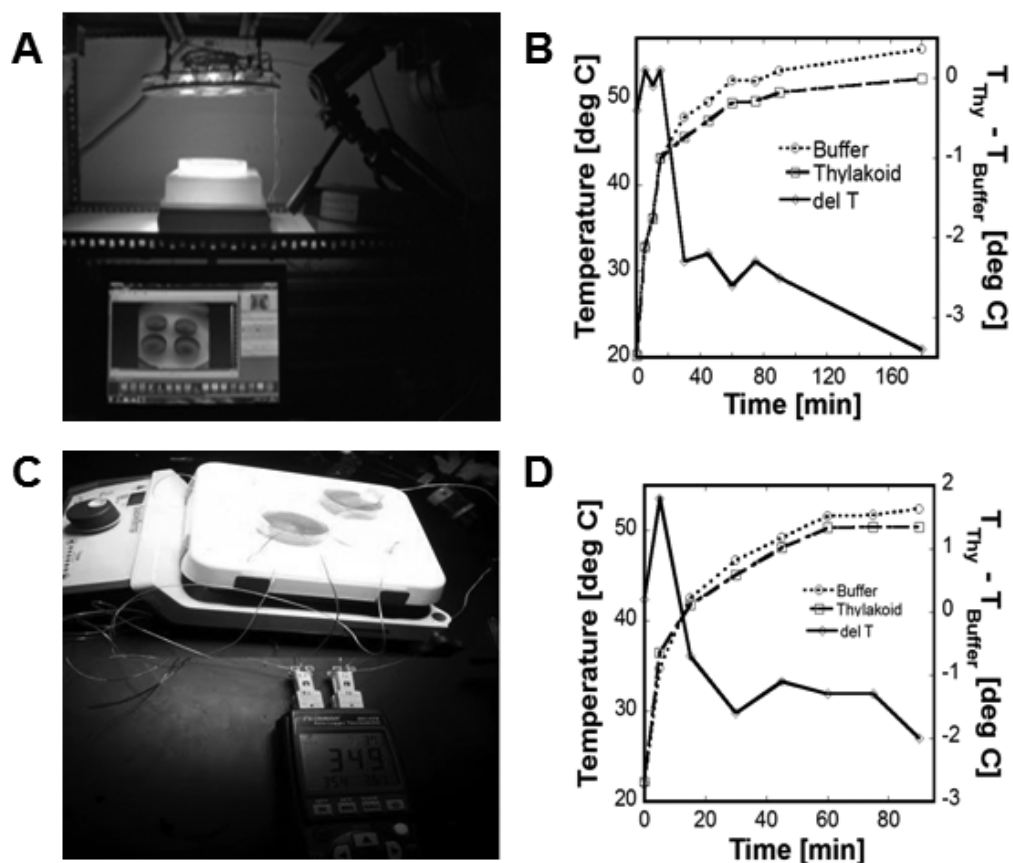 A
B
Temperature [deg C]
50
40
30
20
0
-1
-2
-3
T Thy - T Buffer [deg C]
Buffer
Thylakoid
del T
0 40 80 120 160
Time [min]
C
349
D
Temperature [deg C]
50
40
30
20
2
1
0
-1
-2
-3
T Thy - T Buffer [deg C]
Buffer
Thylakoid
del T
0 20 40 60 80
Time [min]